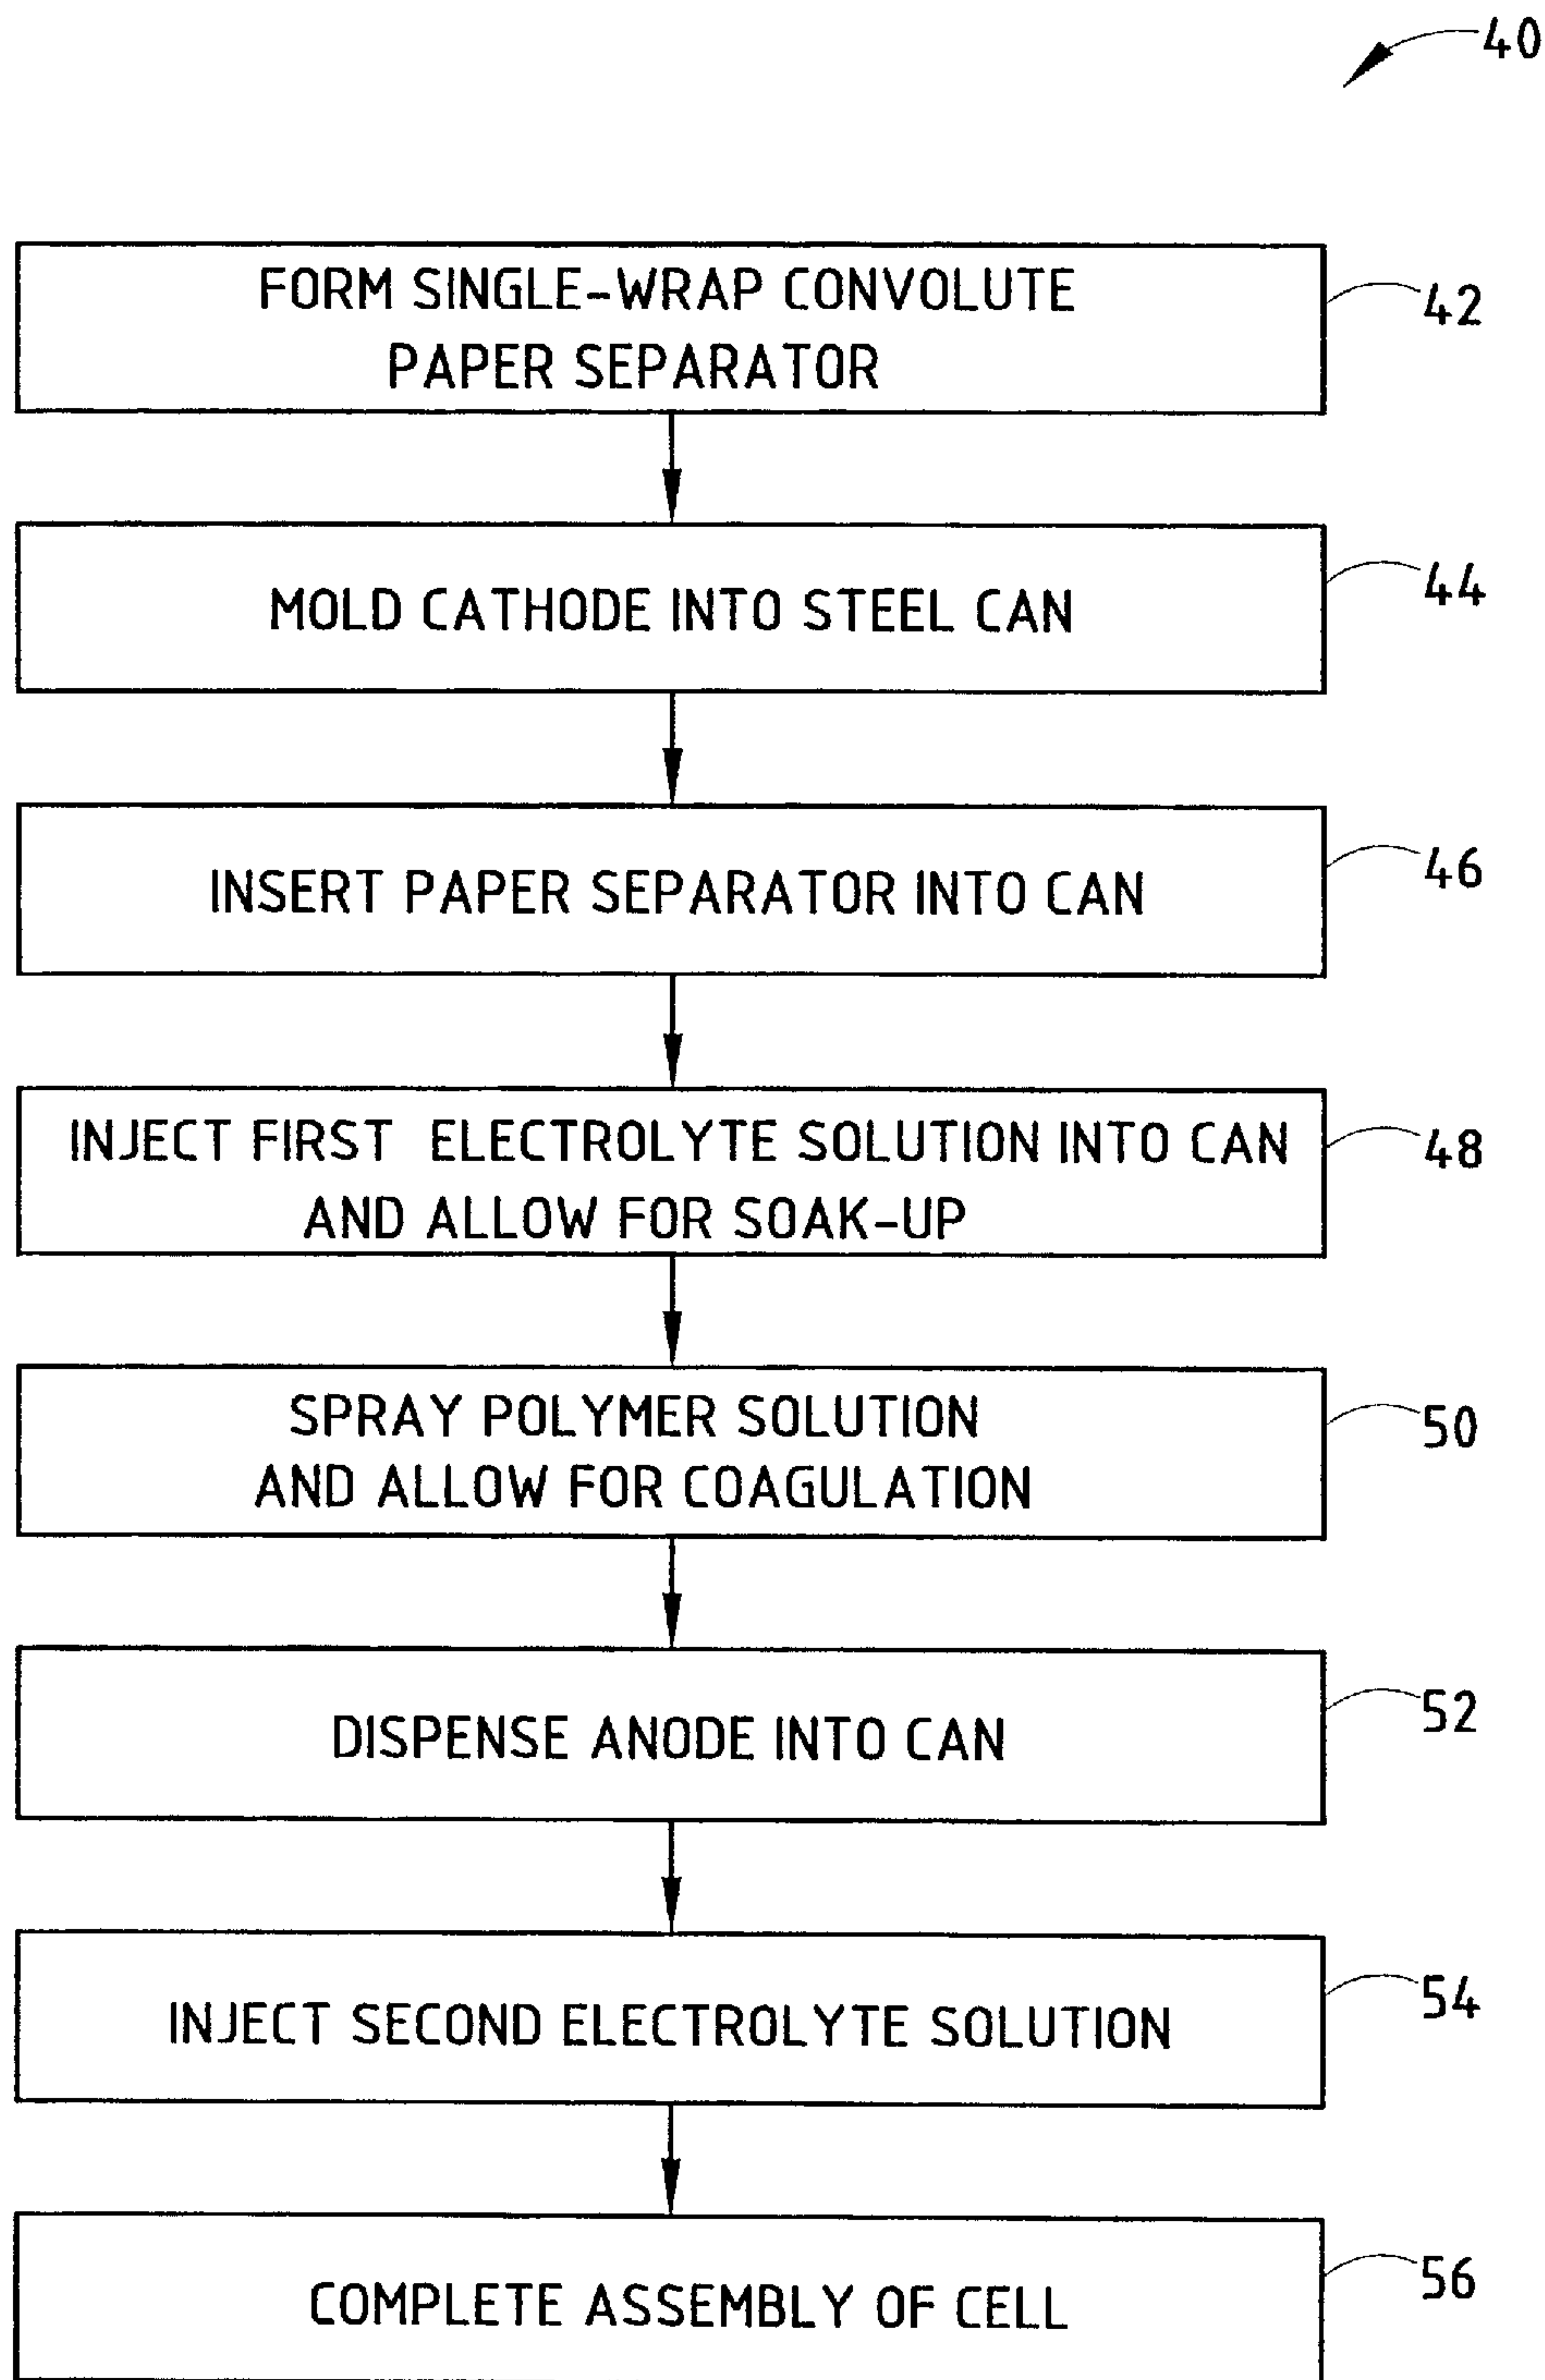 40
FORM SINGLE-WRAP CONVOLUTE
PAPER SEPARATOR
42
MOLD CATHODE INTO STEEL CAN
44
INSERT PAPER SEPARATOR INTO CAN
46
INJECT FIRST ELECTROLYTE SOLUTION INTO CAN
AND ALLOW FOR SOAK-UP
48
SPRAY POLYMER SOLUTION
AND ALLOW FOR COAGULATION
50
DISPENSE ANODE INTO CAN
52
INJECT SECOND ELECTROLYTE SOLUTION
54
COMPLETE ASSEMBLY OF CELL
56